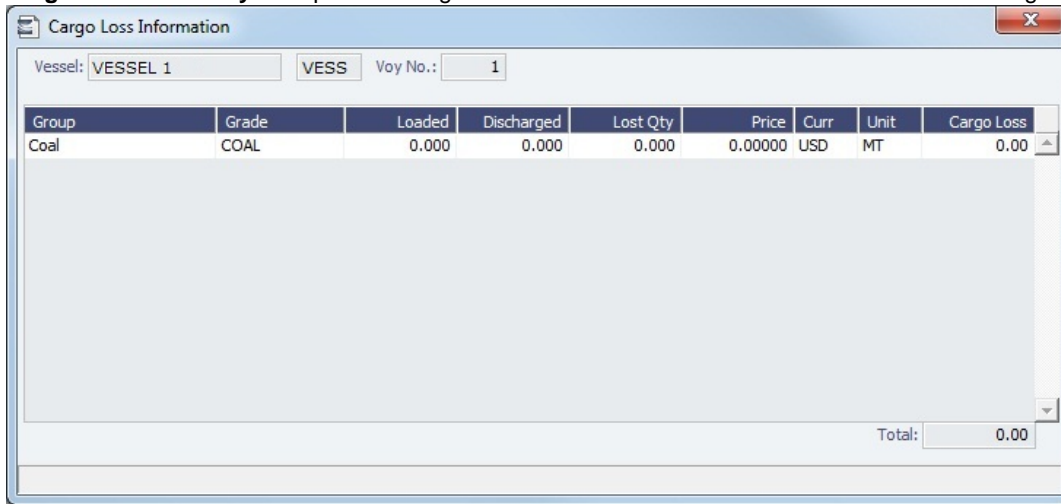 Cargo Loss Information
Vessel: VESSEL 1 VESS Voy No.: 1
Group Grade Loaded Discharged Lost Qty Price Curr Unit Cargo Loss
Coal COAL 0.000 0.000 0.000 0.00000 USD MT 0.00
Total: 0.00